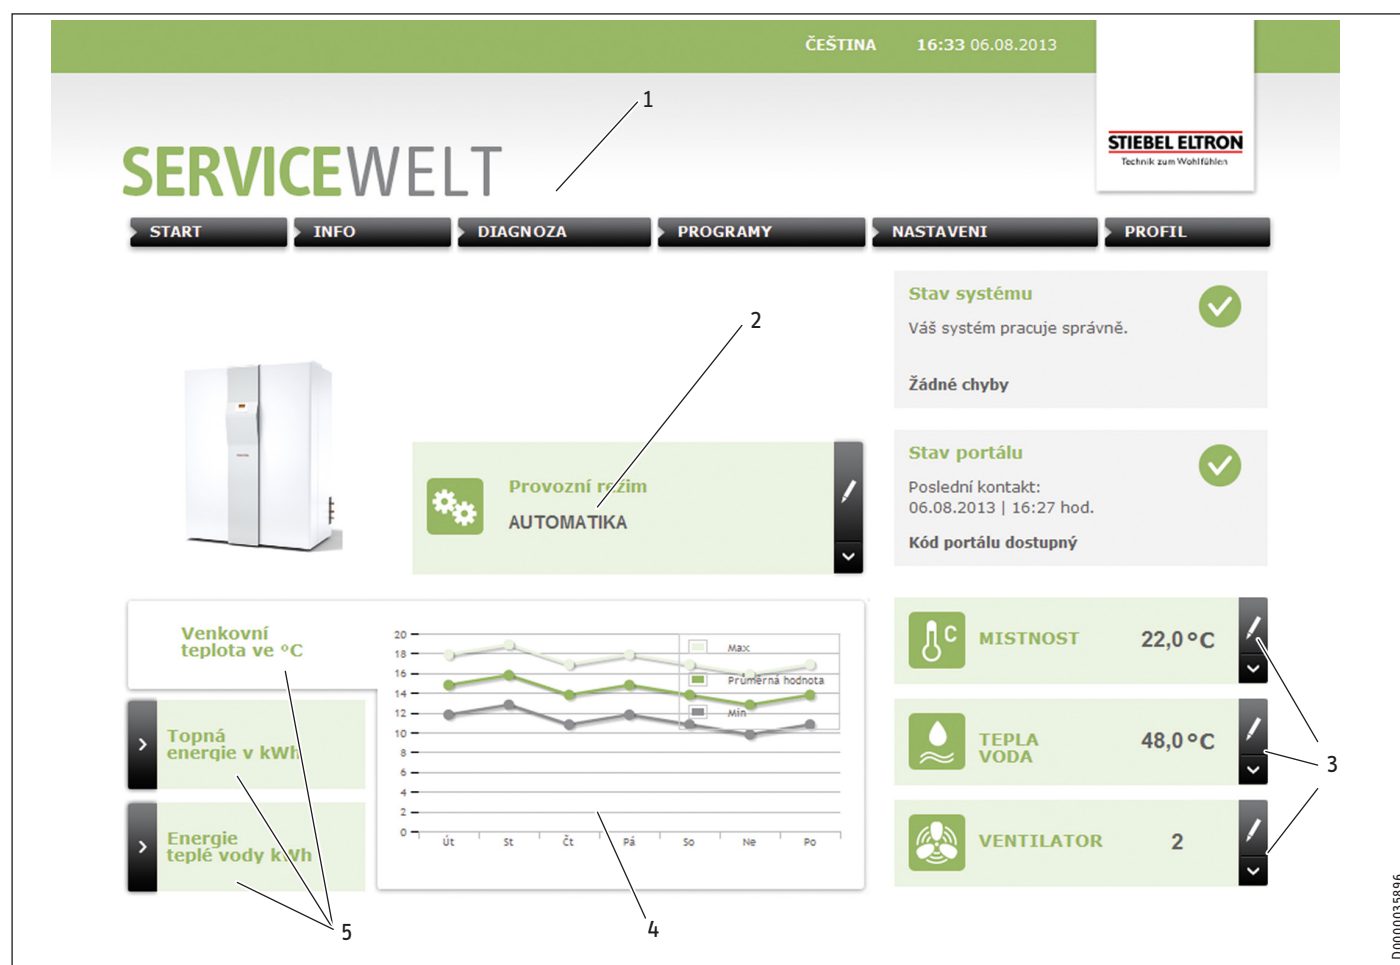 ČEŠTINA 16:33 06.08.2013
STIEBEL ELTRON
Technik zum Wohlfühlen
1
SERVICEWELT
START INFO DIAGNOZA PROGRAMY NASTAVENI PROFIL
Stav systému
Váš systém pracuje správně.
Žádné chyby
2
Provozní režim
AUTOMATIKA
Stav portálu
Poslední kontakt:
06.08.2013 | 16:27 hod.
Kód portálu dostupný
Venkovní
teplota ve °C
Topná
energie v kWh
Energie
teplé vody kWh
20
18
16
14
12
10
8
6
4
2
0
Út St Čt Pá So Ne Po
Max
Průměrná hodnota
Min
C
MISTNOST 22,0 °C
TEPLA
VODA
48,0 °C
VENTILATOR 2
3
4
5
D0000035896